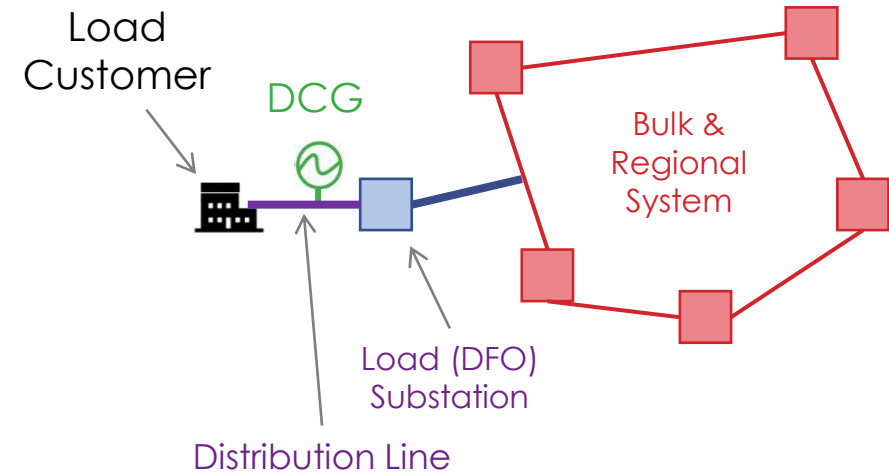 Load
Customer
DCG
Bulk &
Regional
System
Load (DFO)
Substation
Distribution Line